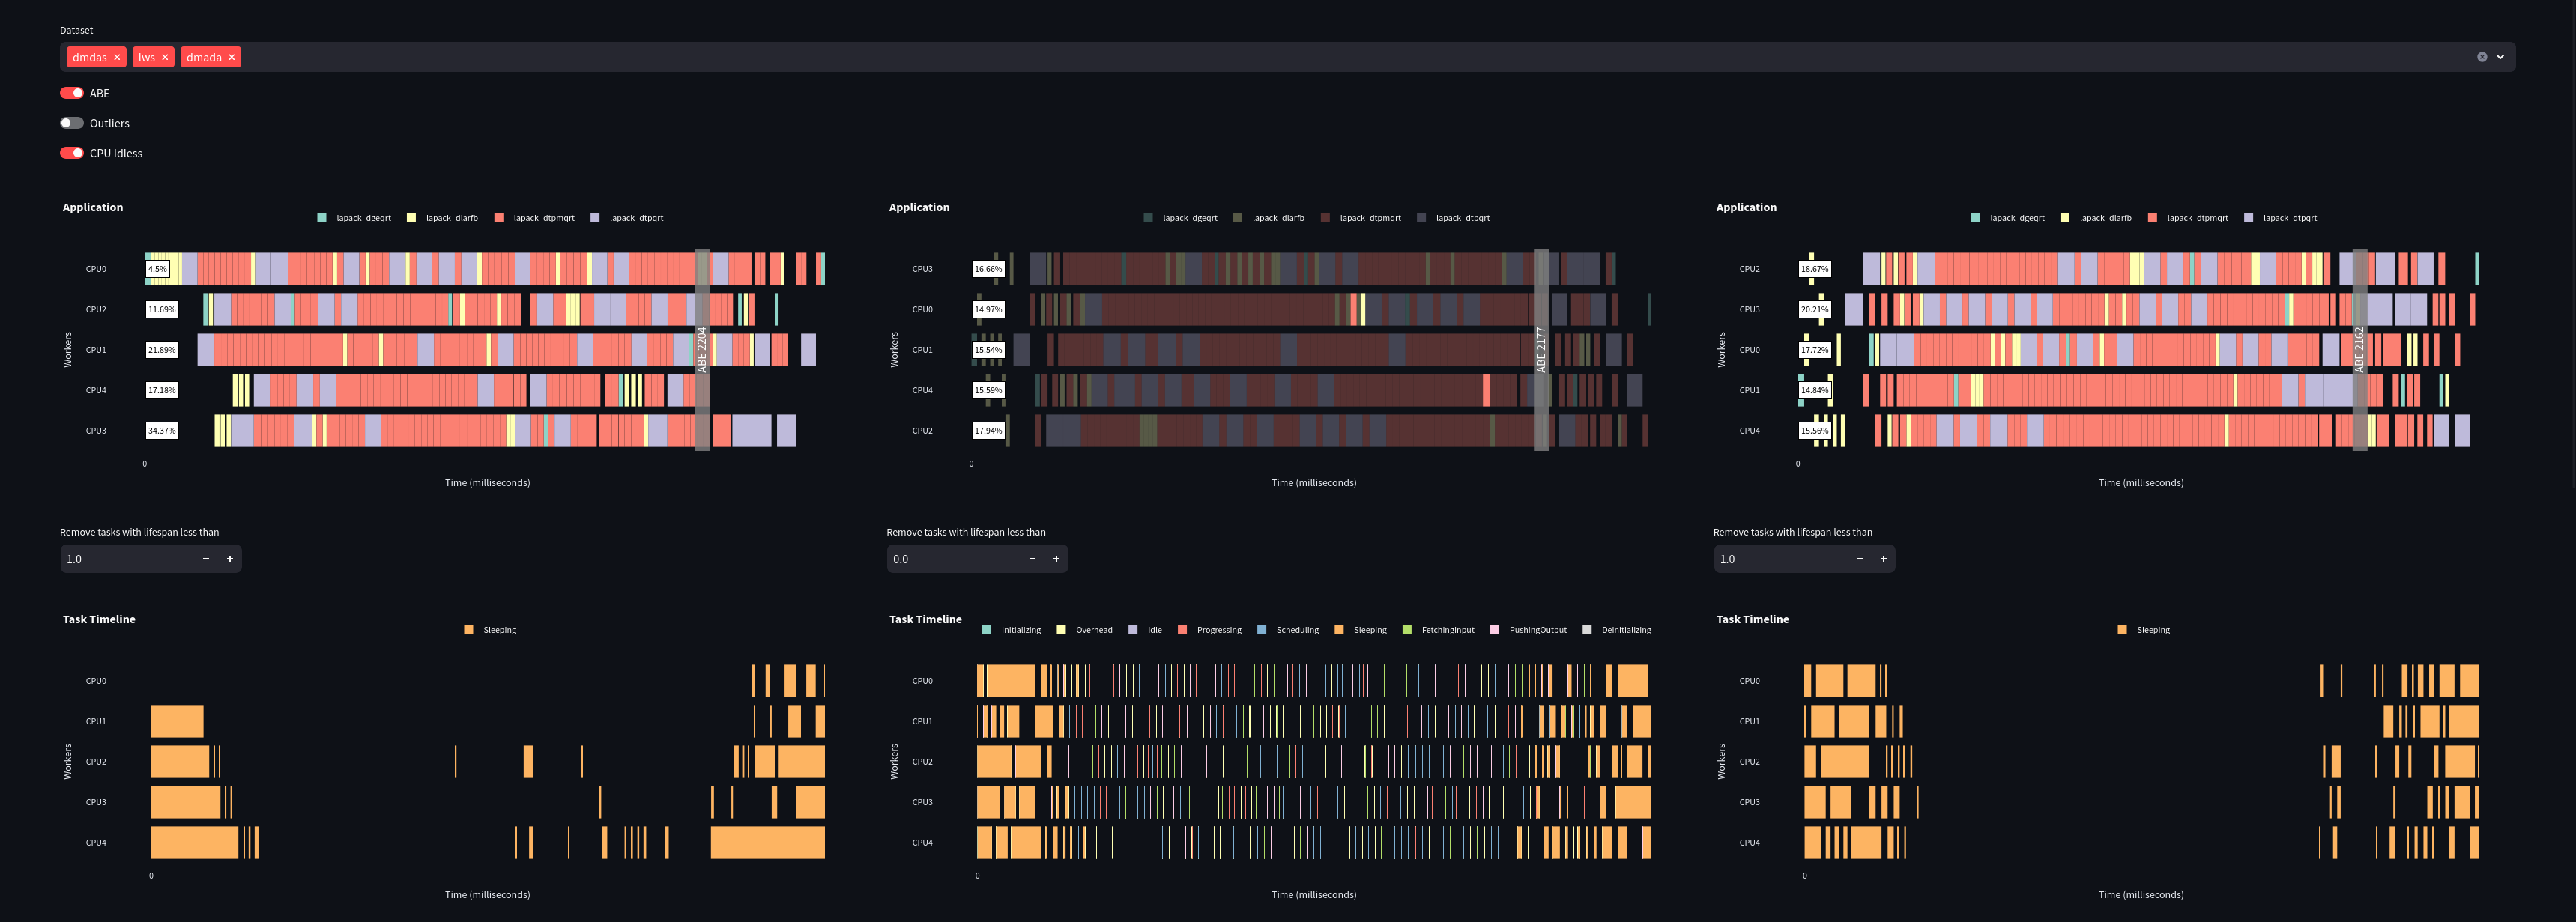 Dataset
dmdas lws dmada
ABE
Outliers
CPU Idless
Application
lapack_dgeqrt lapack_dlarfb lapack_dtpmqrt lapack_dtpqrt
CPU0 4.5%
CPU2 11.69%
CPU1 21.89%
CPU4 17.18%
CPU3 34.37%
ABE 2204
Workers
0
Time (milliseconds)
Application
lapack_dgeqrt lapack_dlarfb lapack_dtpmqrt lapack_dtpqrt
CPU3 16.66%
CPU0 14.97%
CPU1 15.54%
CPU4 15.59%
CPU2 17.94%
ABE 2177
Workers
0
Time (milliseconds)
Application
lapack_dgeqrt lapack_dlarfb lapack_dtpmqrt lapack_dtpqrt
CPU2 18.67%
CPU3 20.21%
CPU0 17.72%
CPU1 14.84%
CPU4 15.56%
ABE 2162
Workers
0
Time (milliseconds)
Remove tasks with lifespan less than
1.0
Remove tasks with lifespan less than
0.0
Remove tasks with lifespan less than
1.0
Task Timeline
Sleeping
CPU0
CPU1
CPU2
CPU3
CPU4
Workers
0
Time (milliseconds)
Task Timeline
Initializing Overhead Idle Progressing Scheduling Sleeping FetchingInput PushingOutput Deinitializing
CPU0
CPU1
CPU2
CPU3
CPU4
Workers
0
Time (milliseconds)
Task Timeline
Sleeping
CPU0
CPU1
CPU2
CPU3
CPU4
Workers
0
Time (milliseconds)